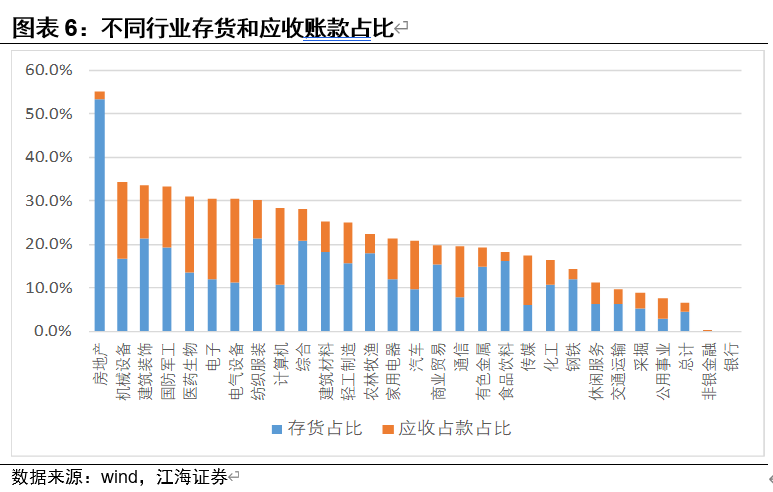 图表 6：不同行业存货和应收账款占比
60.0%
50.0%
40.0%
30.0%
20.0%
10.0%
0.0%
房地产
机械设备
建筑装饰
国防军工
医药生物
电子
电气设备
纺织服装
计算机
综合
建筑材料
轻工制造
农林牧渔
家用电器
汽车
商业贸易
通信
有色金属
食品饮料
传媒
化工
钢铁
休闲服务
交通运输
采掘
公用事业
总计
非银金融
银行
存货占比 应收占款占比
数据来源：wind，江海证券